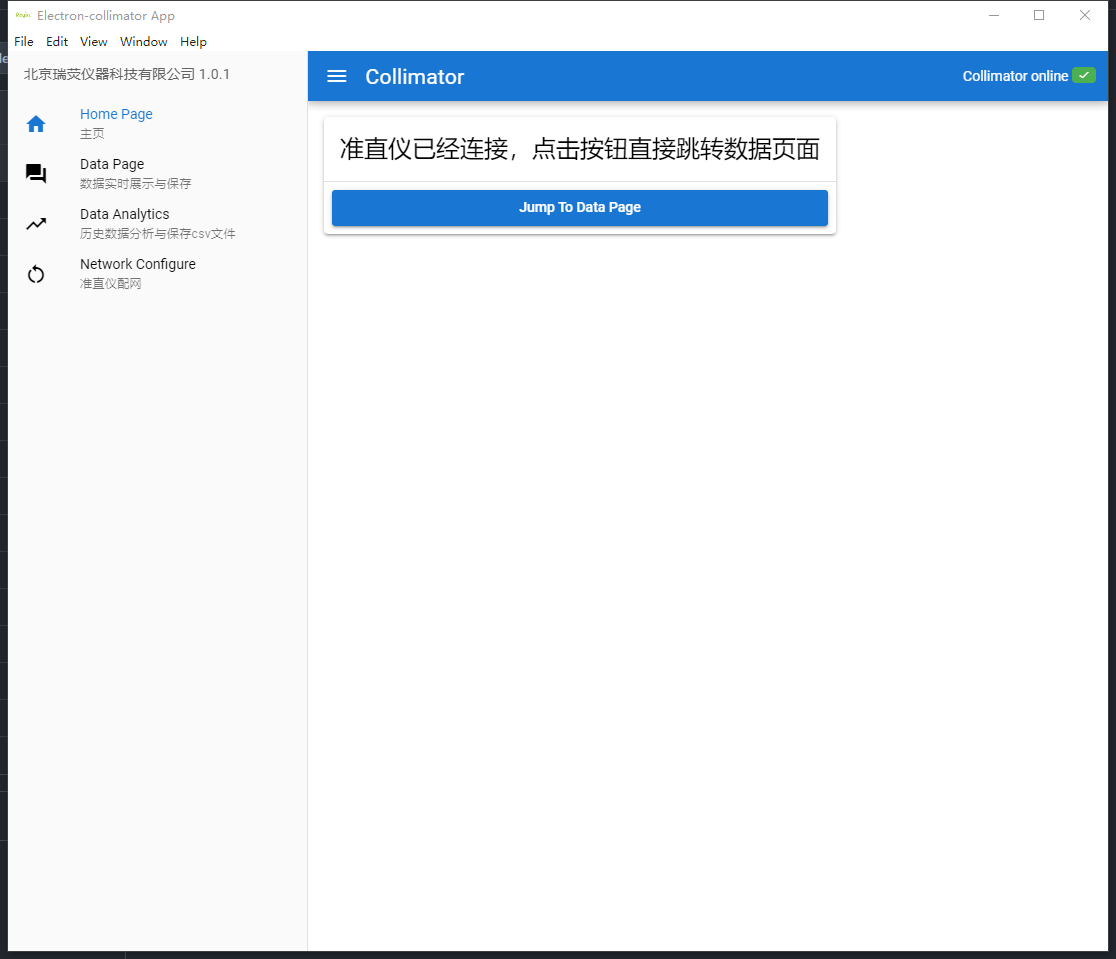 Electron-collimator App
File Edit View Window Help
北京瑞荧仪器科技有限公司 1.0.1
Home Page
主页
Data Page
数据实时展示与保存
Data Analytics
历史数据分析与保存csv文件
Network Configure
准直仪配网
Collimator
Collimator online
准直仪已经连接，点击按钮直接跳转数据页面
Jump To Data Page